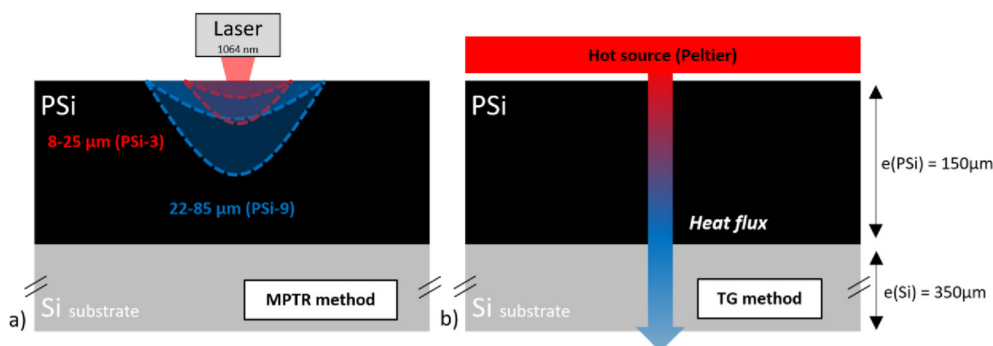 Laser
1064 nm
PSi
8-25 μm (PSi-3)
22-85 μm (PSi-9)
Si substrate
MPTR method
a)
Hot source (Peltier)
PSi
Heat flux
e(PSi) = 150μm
Si substrate
TG method
e(Si) = 350μm
b)